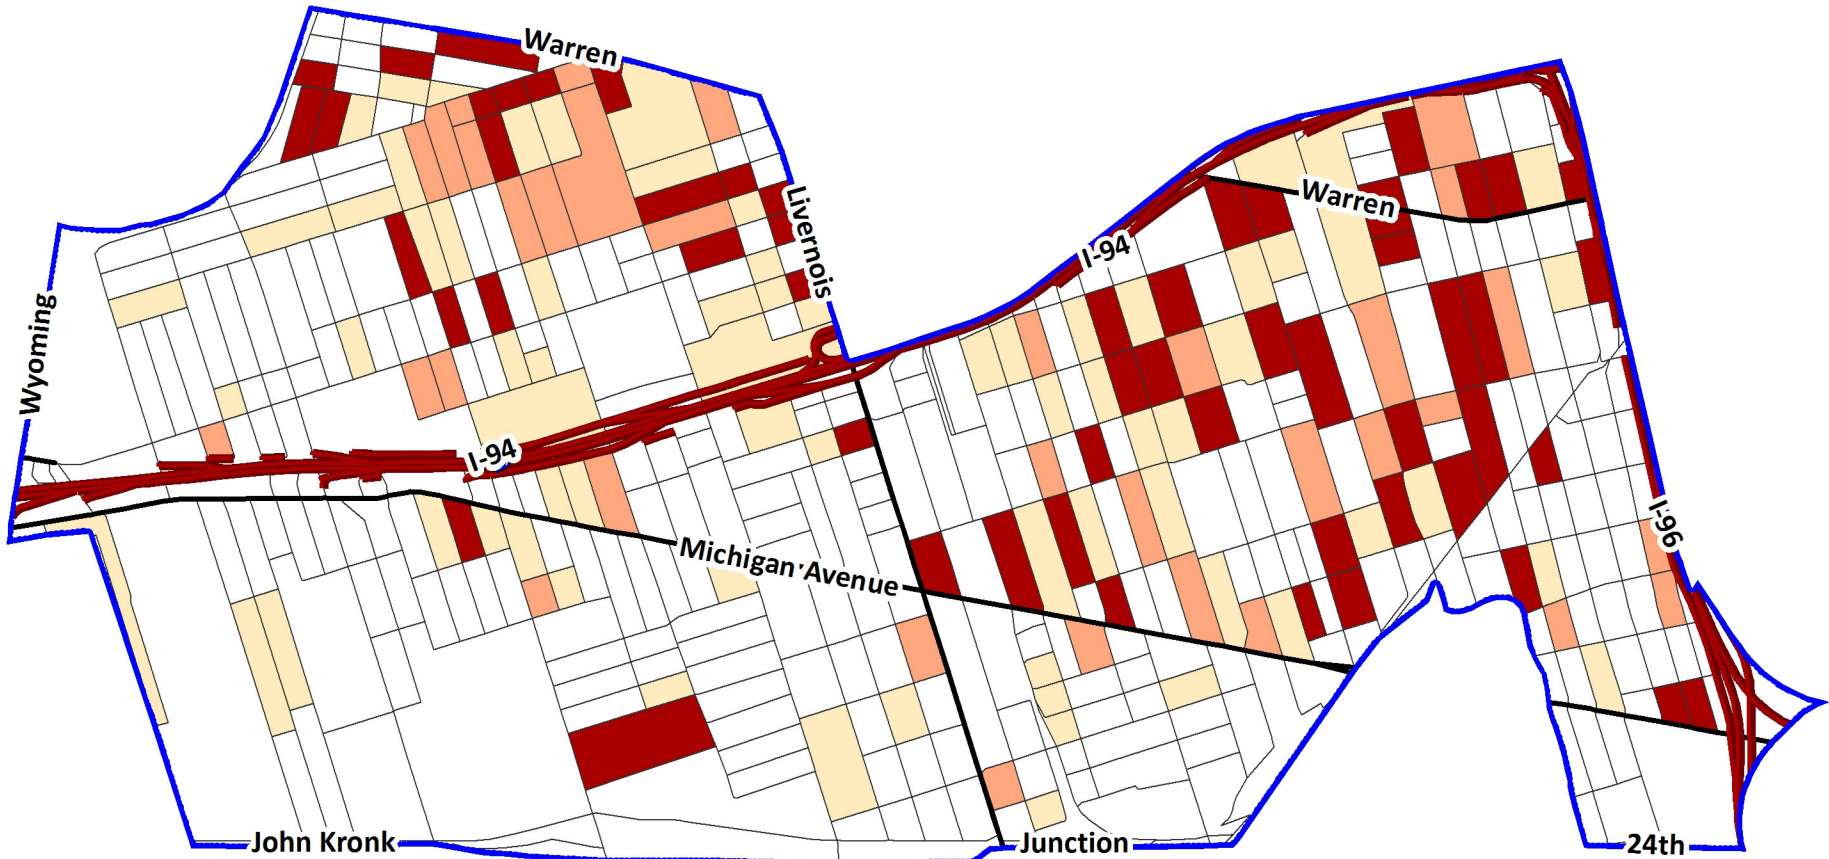 Warren
Livernois
Warren
I-94
Wyoming
I-94
I-96
Michigan Avenue
John Kronk
Junction
24th